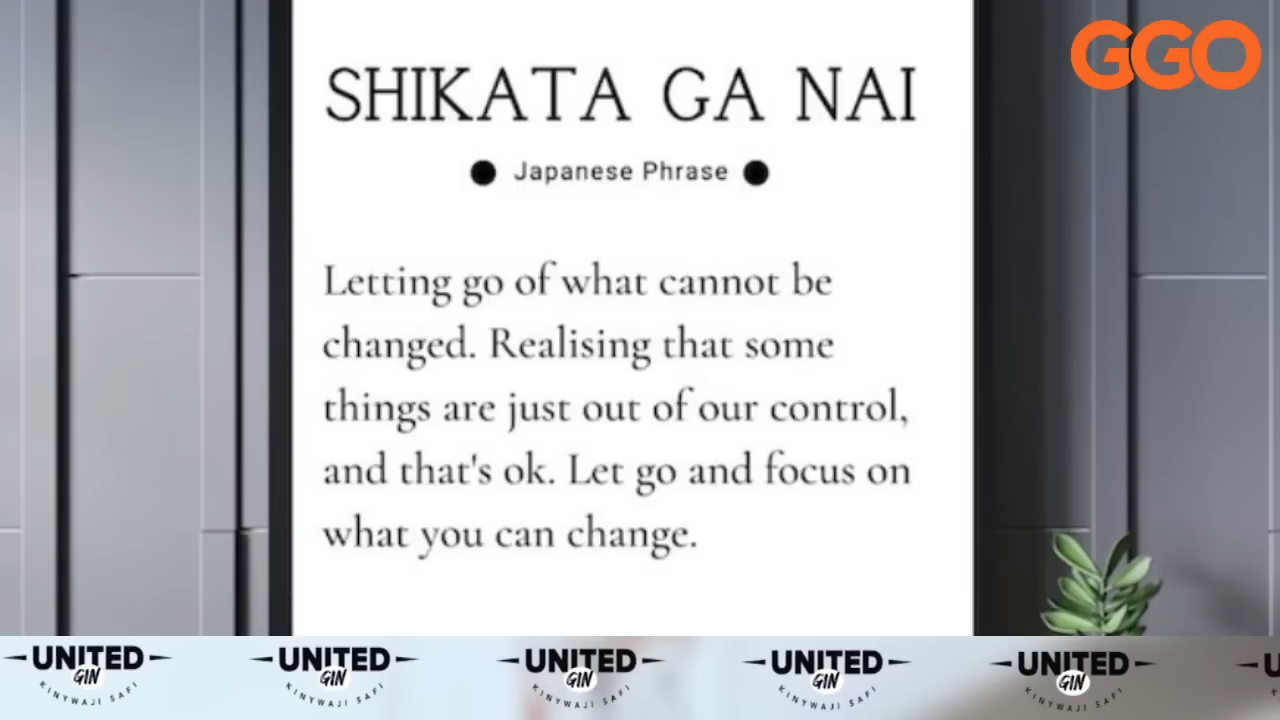 GGO
SHIKATA GA NAI
Japanese Phrase
Letting go of what cannot be
changed. Realising that some
things are just out of our control,
and that's ok. Let go and focus on
what you can change.
UNITED GIN KINYWAJI SAFI
UNITED GIN KINYWAJI SAFI
UNITED GIN KINYWAJI SAFI
UNITED GIN KINYWAJI SAFI
UNITED GIN KINYWAJI SAFI